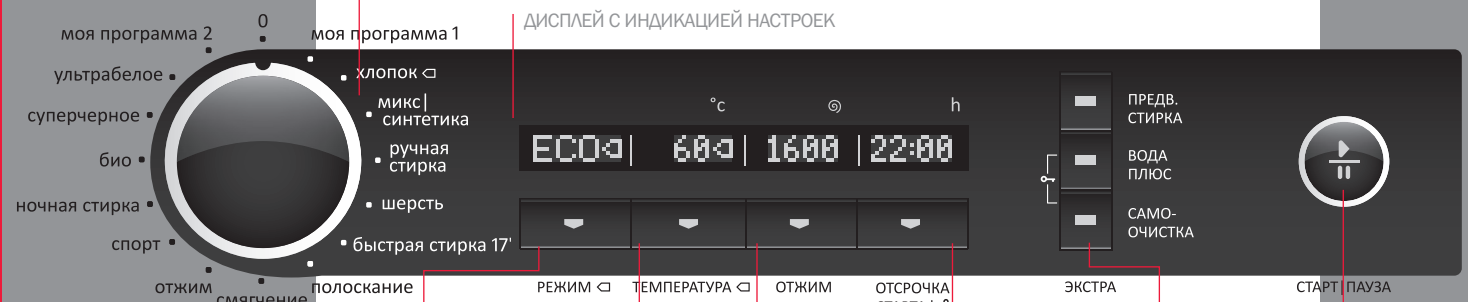 ДИСПЛЕЙ С ИНДИКАЦИЕЙ НАСТРОЕК
0
моя программа 2
моя программа 1
ультрабелое
хлопок
суперчерное
микс|
синтетика
био
ручная
стирка
ночная стирка
шерсть
спорт
быстрая стирка 17'
отжим
смягчение
полоскание
°c
h
ECO
60
1600
22:00
РЕЖИМ
ТЕМПЕРАТУРА
ОТЖИМ
ОТСРОЧКА
ПРЕДВ.
СТИРКА
ВОДА
ПЛЮС
САМО-
ОЧИСТКА
ЭКСТРА
СТАРТ|ПАУЗА